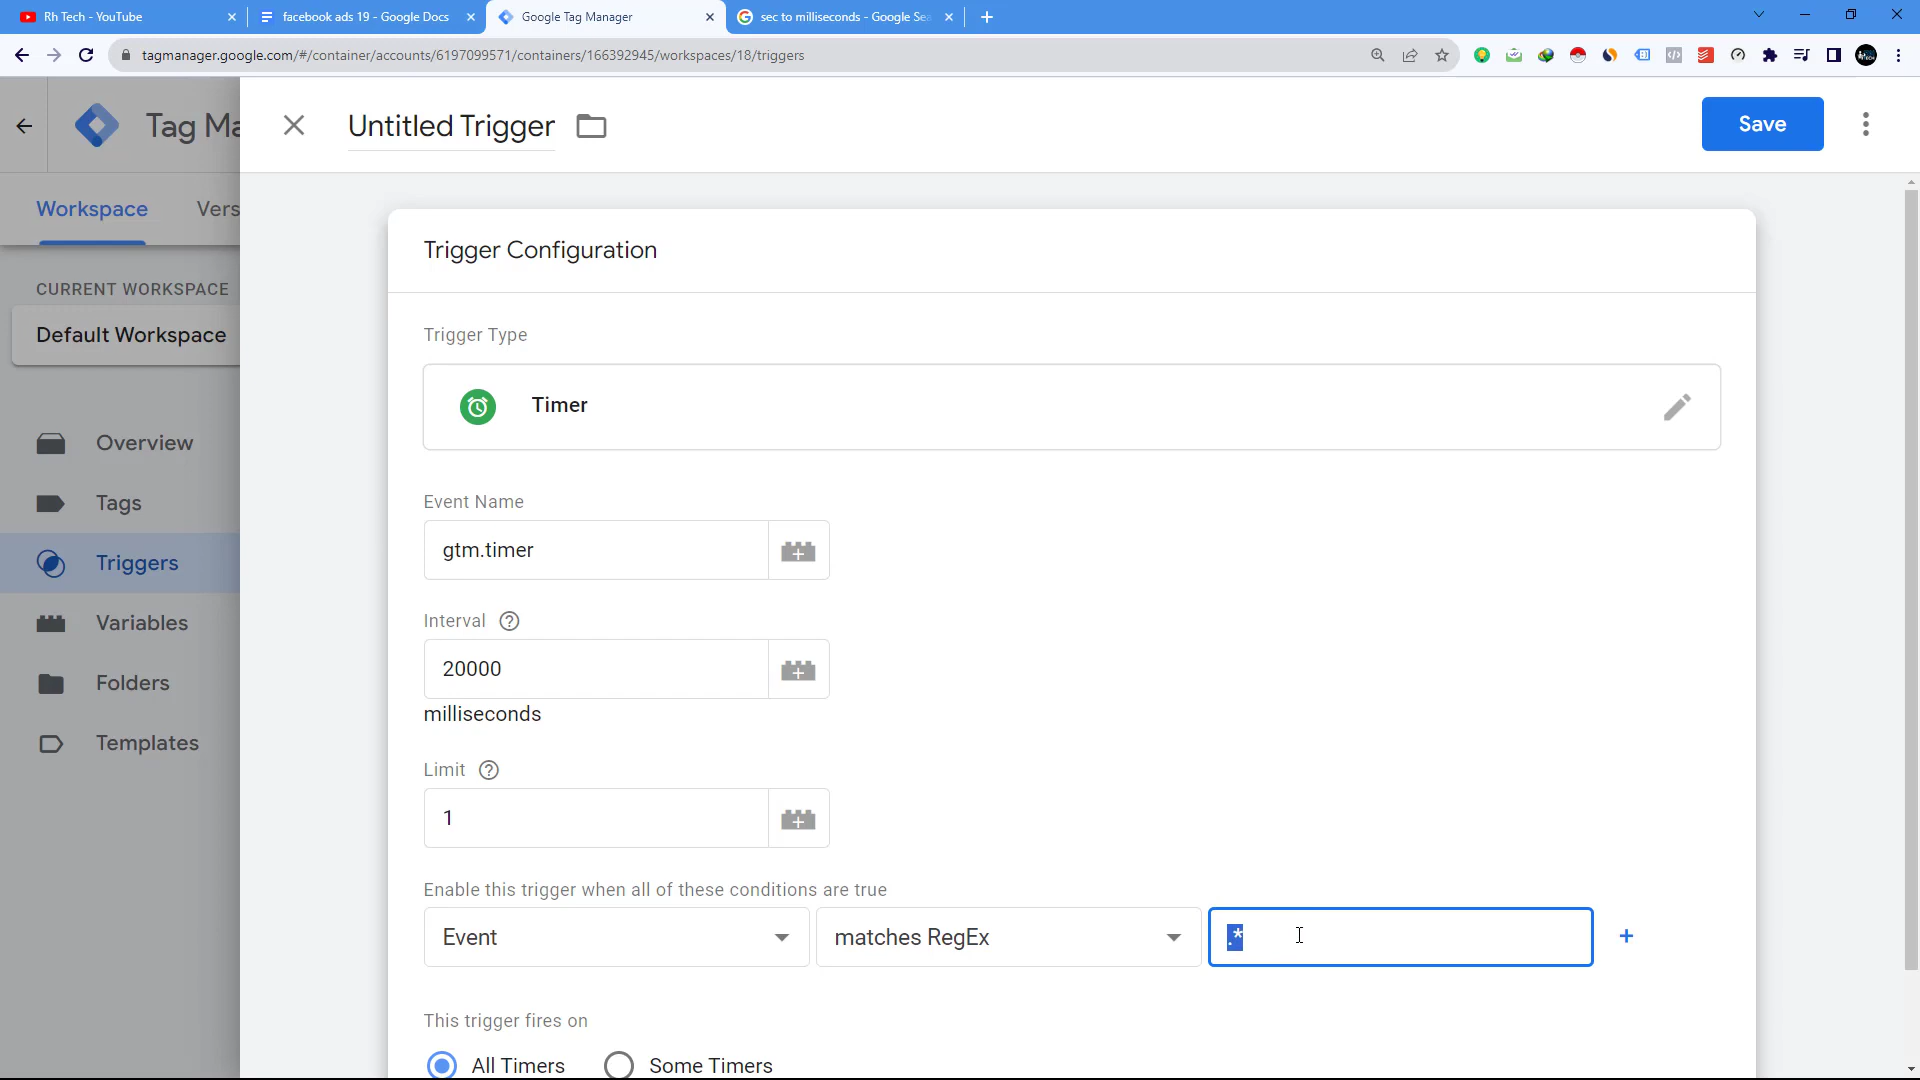 Rh Tech - YouTube
facebook ads 19 - Google Docs
Google Tag Manager
sec to milliseconds - Google Sea
tagmanager.google.com/#/container/accounts/6197099571/containers/166392945/workspaces/18/triggers
Tag Ma
Untitled Trigger
Save
Workspace
Vers
CURRENT WORKSPACE
Default Workspace
Overview
Tags
Triggers
Variables
Folders
Templates
Trigger Configuration
Trigger Type
Timer
Event Name
gtm.timer
Interval
20000
milliseconds
Limit
1
Enable this trigger when all of these conditions are true
Event
matches RegEx
.*
This trigger fires on
All Timers
Some Timers